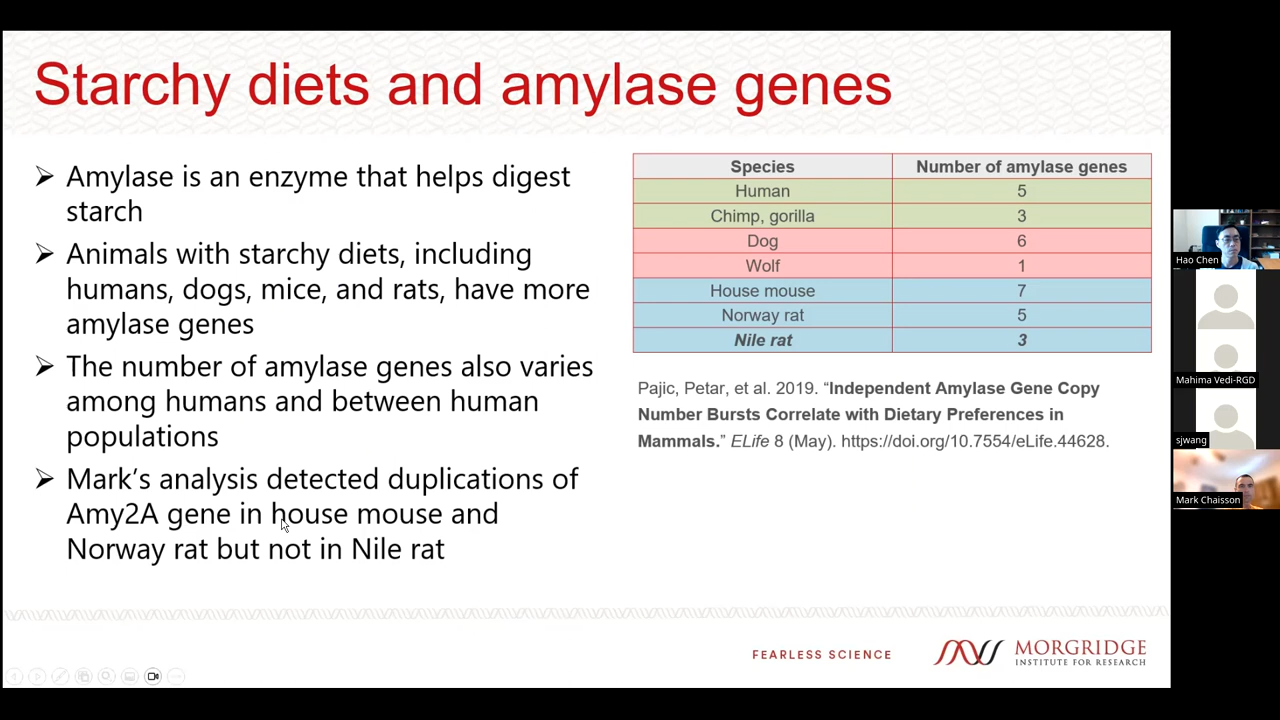 Starchy diets and amylase genes
➢ Amylase is an enzyme that helps digest
starch
➢ Animals with starchy diets, including
humans, dogs, mice, and rats, have more
amylase genes
➢ The number of amylase genes also varies
among humans and between human
populations
➢ Mark’s analysis detected duplications of
Amy2A gene in house mouse and
Norway rat but not in Nile rat
Species Number of amylase genes
Human 5
Chimp, gorilla 3
Dog 6
Wolf 1
House mouse 7
Norway rat 5
Nile rat 3
Pajic, Petar, et al. 2019. “Independent Amylase Gene Copy
Number Bursts Correlate with Dietary Preferences in
Mammals.” ELife 8 (May). https://doi.org/10.7554/eLife.44628.
FEARLESS SCIENCE
MORGRIDGE
INSTITUTE FOR RESEARCH
Hao Chen
Mahima Vedi-RGD
sjwang
Mark Chaisson